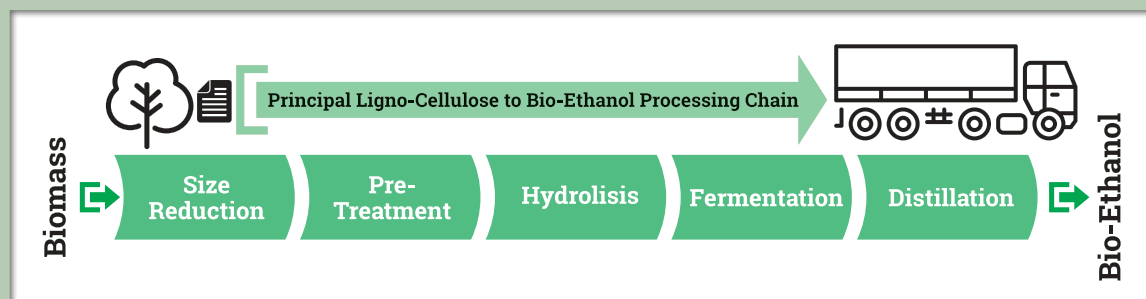 Principal Ligno-Cellulose to Bio-Ethanol Processing Chain
Biomass
Size
Reduction
Pre-
Treatment
Hydrolisis
Fermentation
Distillation
Bio-Ethanol